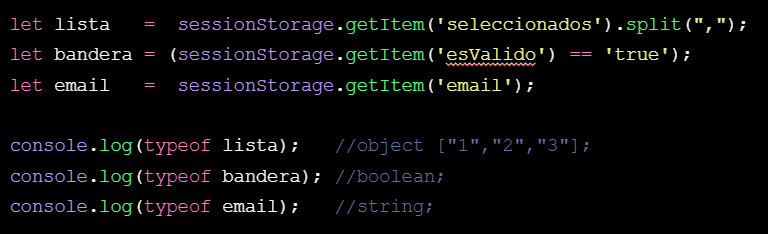 let lista   =  sessionStorage.getItem('seleccionados').split(",");
let bandera = (sessionStorage.getItem('esValido') == 'true');
let email   =  sessionStorage.getItem('email');
console.log(typeof lista);   //object ["1","2","3"];
console.log(typeof bandera); //boolean;
console.log(typeof email);   //string;